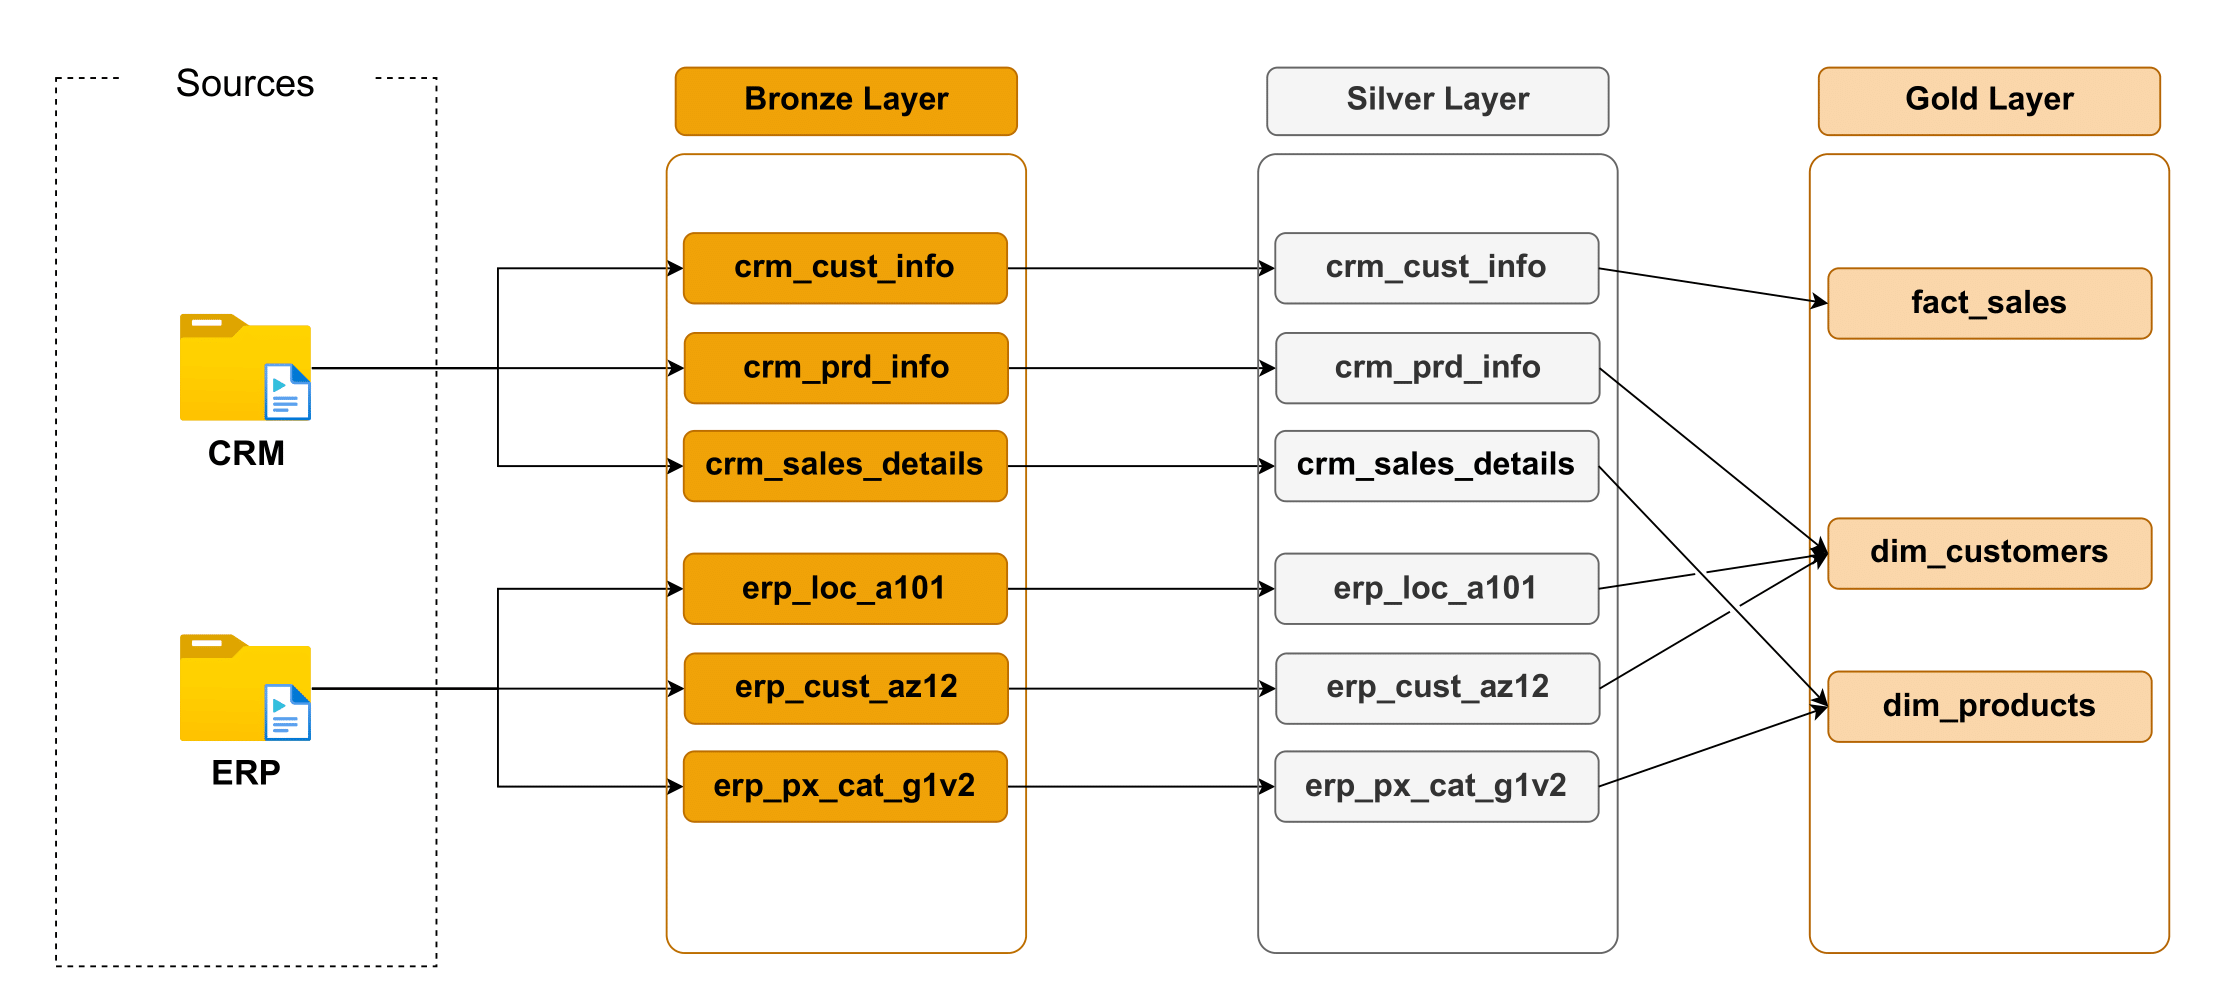 Sources
CRM
ERP
Bronze Layer
crm_cust_info
crm_prd_info
crm_sales_details
erp_loc_a101
erp_cust_az12
erp_px_cat_g1v2
Silver Layer
crm_cust_info
crm_prd_info
crm_sales_details
erp_loc_a101
erp_cust_az12
erp_px_cat_g1v2
Gold Layer
fact_sales
dim_customers
dim_products